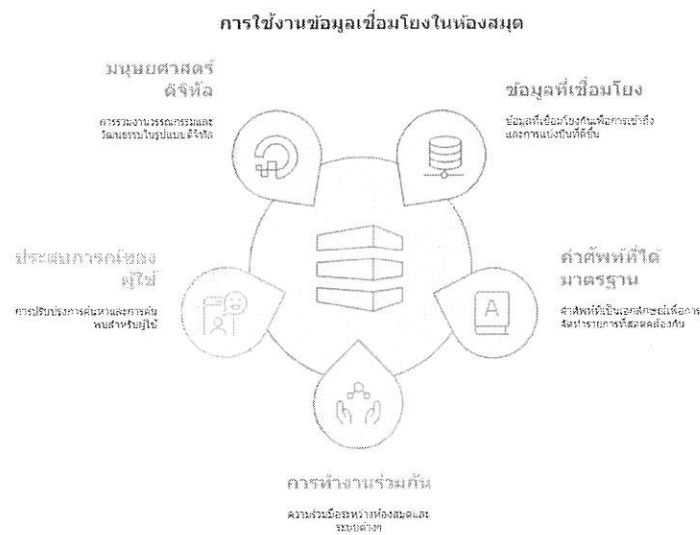 การใช้งานข้อมูลเชื่อมโยงในห้องสมุด
มนุษยศาสตร์
ดิจิทัล
การรวมงานวรรณกรรมและ
วัฒนธรรมในรูปแบบดิจิทัล
ข้อมูลที่เชื่อมโยง
ข้อมูลที่เชื่อมโยงกันเพื่อการเข้าถึง
และการแบ่งปันที่ดีขึ้น
ประสบการณ์ของ
ผู้ใช้
การปรับปรุงการค้นหาและการค้น
พบสำหรับผู้ใช้
คำศัพท์ที่ได้
มาตรฐาน
คำศัพท์ที่เป็นเอกลักษณ์เพื่อการ
จัดทำรายการที่สอดคล้องกัน
A
การทำงานร่วมกัน
ความร่วมมือระหว่างห้องสมุดและ
ระบบต่างๆ